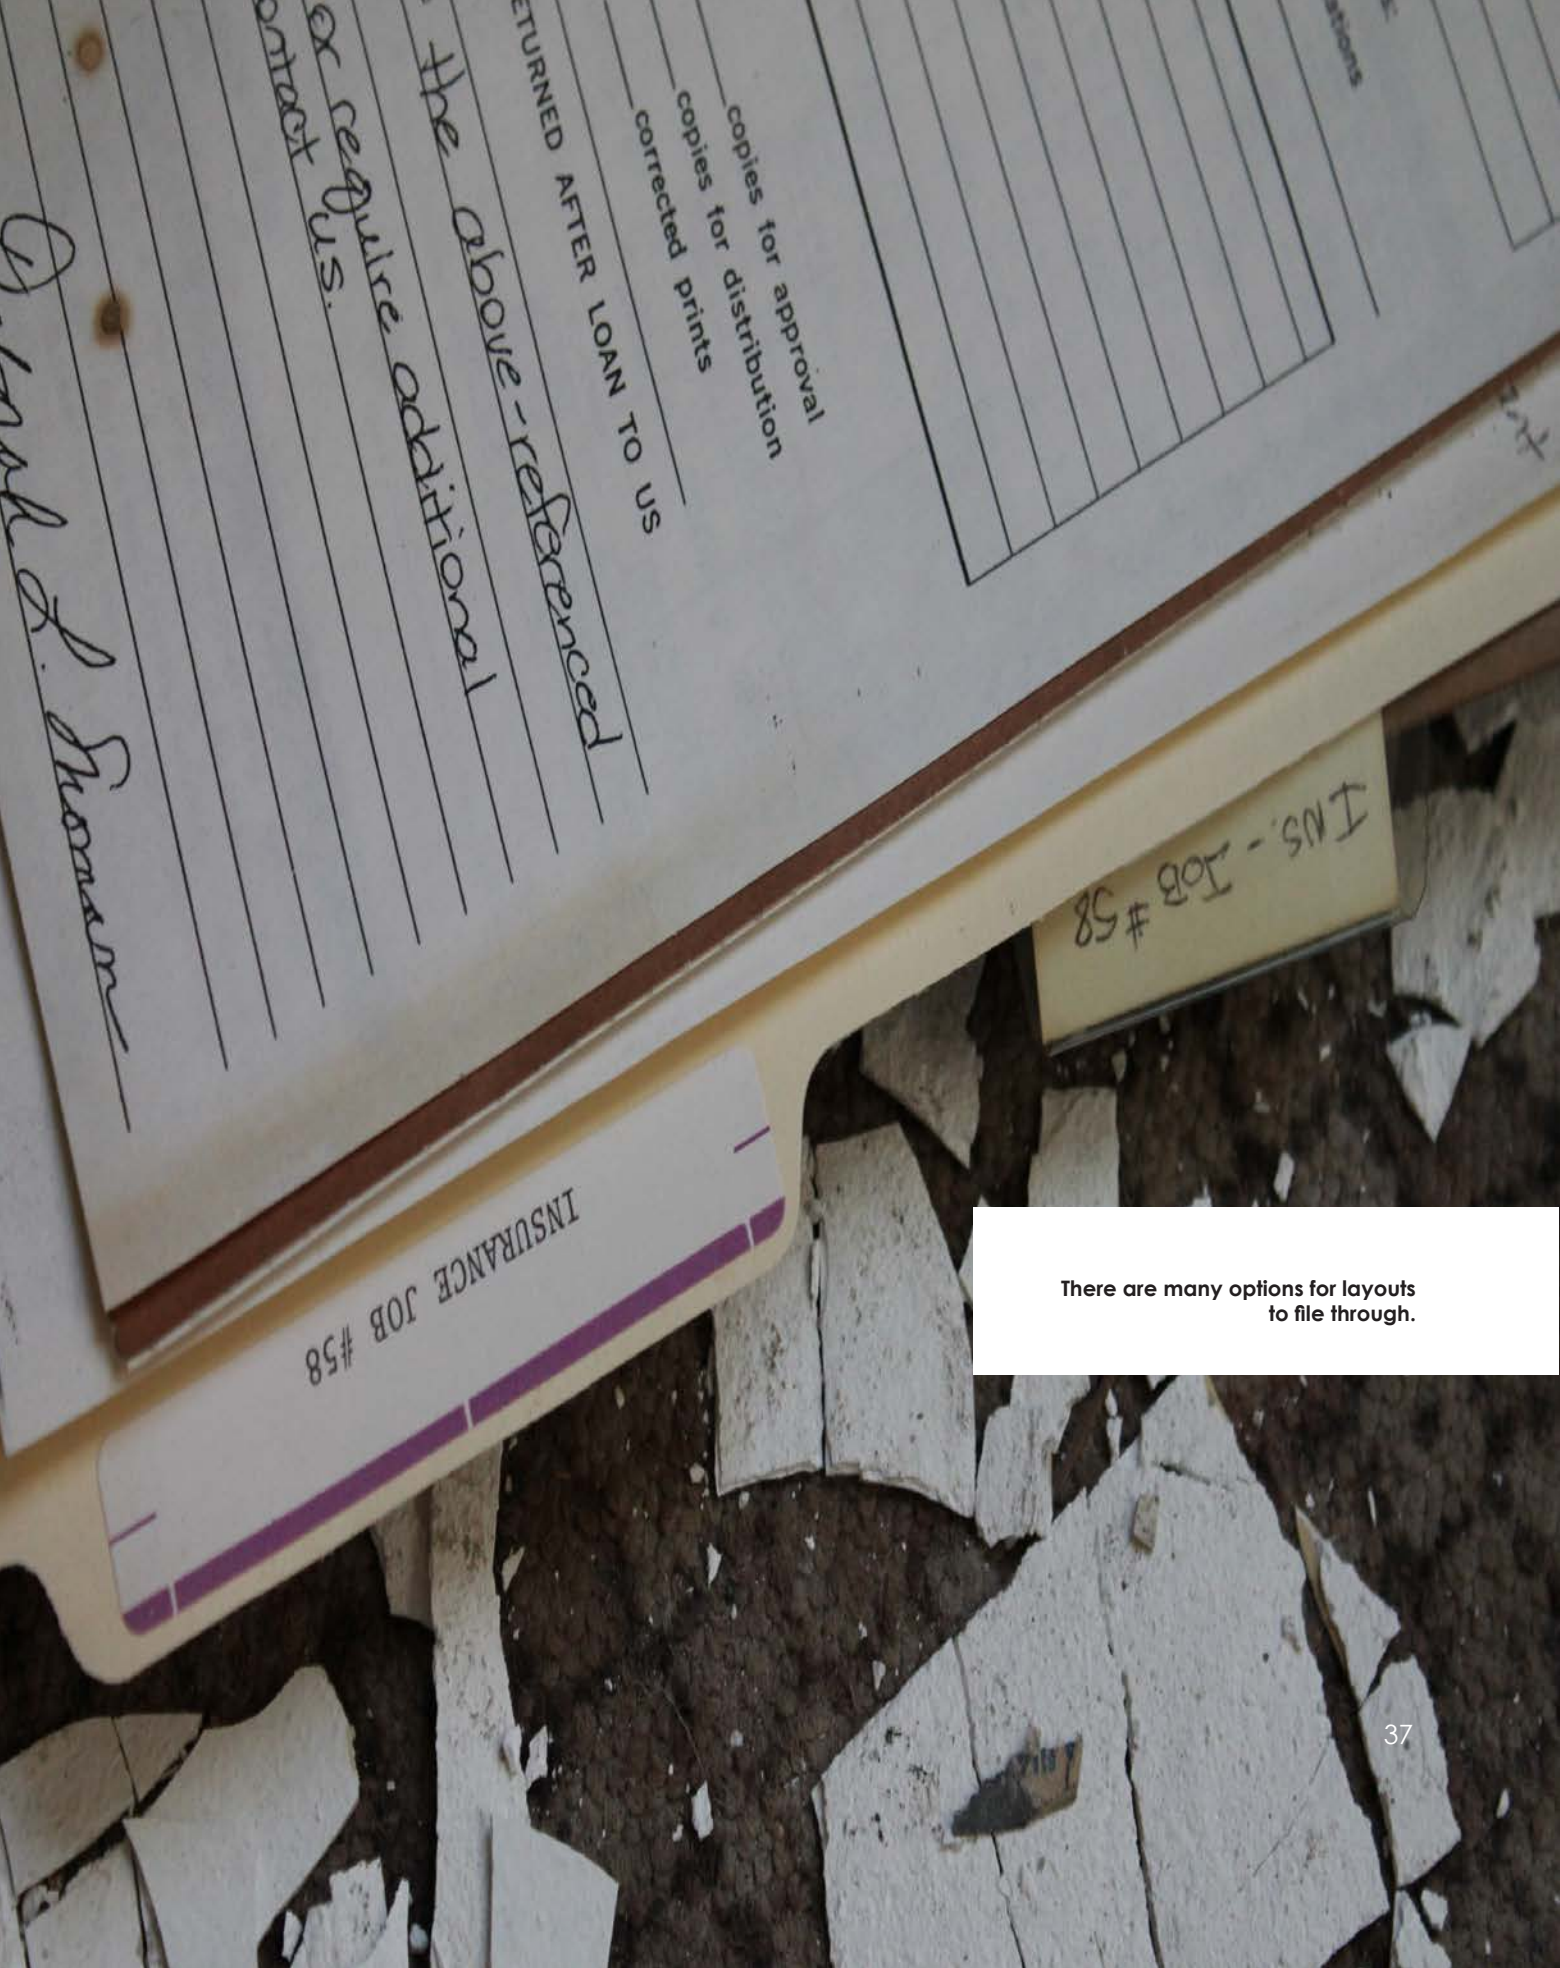 ations
copies for approval
copies for distribution
corrected prints
ETURNED AFTER LOAN TO US
the above-referenced
or require additional
ontact us.
INS. - JOB #58
INSURANCE JOB #58
There are many options for layouts
to file through.
37